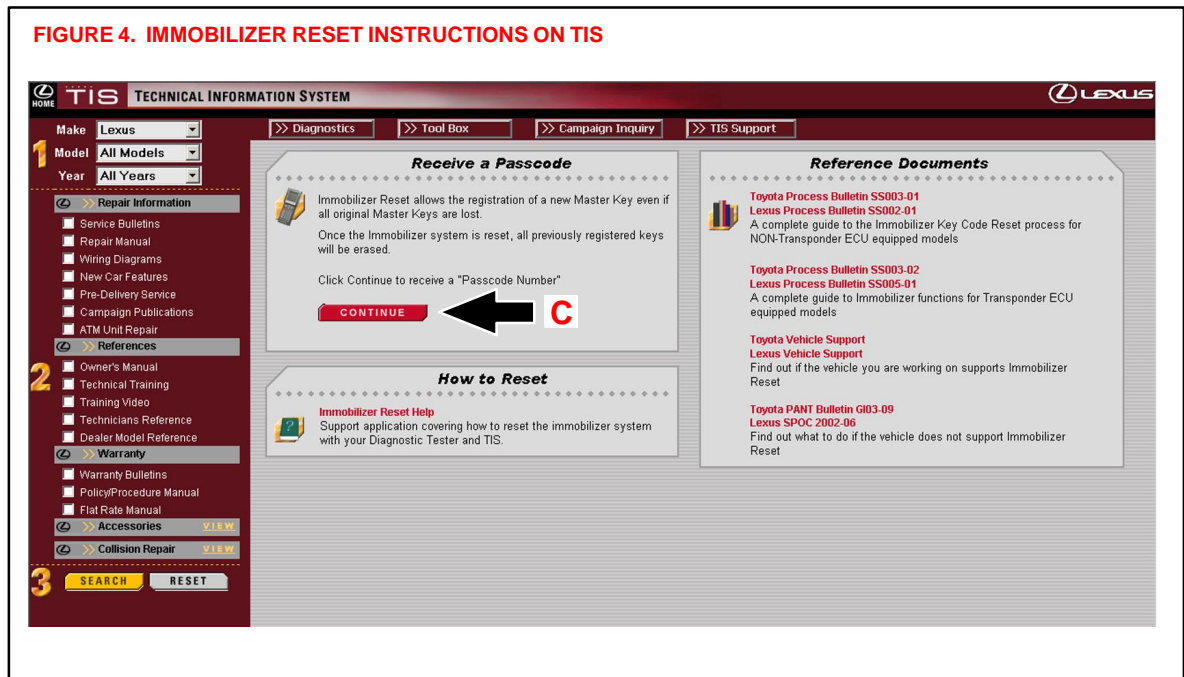 FIGURE 4. IMMOBILIZER RESET INSTRUCTIONS ON TIS
HOME TIS TECHNICAL INFORMATION SYSTEM
LEXUS
Make Lexus
1 Model All Models
Year All Years
>> Diagnostics >> Tool Box >> Campaign Inquiry >> TIS Support
>> Repair Information
Service Bulletins
Repair Manual
Wiring Diagrams
New Car Features
Pre-Delivery Service
Campaign Publications
ATM Unit Repair
>> References
2
Owner's Manual
Technical Training
Training Video
Technicians Reference
Dealer Model Reference
>> Warranty
Warranty Bulletins
Policy/Procedure Manual
Flat Rate Manual
>> Accessories VIEW
>> Collision Repair VIEW
3 SEARCH RESET
Receive a Passcode
Immobilizer Reset allows the registration of a new Master Key even if
all original Master Keys are lost.
Once the Immobilizer system is reset, all previously registered keys
will be erased.
Click Continue to receive a "Passcode Number"
CONTINUE
C
How to Reset
?
Immobilizer Reset Help
Support application covering how to reset the immobilizer system
with your Diagnostic Tester and TIS.
Reference Documents
Toyota Process Bulletin SS003-01
Lexus Process Bulletin SS002-01
A complete guide to the Immobilizer Key Code Reset process for
NON-Transponder ECU equipped models
Toyota Process Bulletin SS003-02
Lexus Process Bulletin SS005-01
A complete guide to Immobilizer functions for Transponder ECU
equipped models
Toyota Vehicle Support
Lexus Vehicle Support
Find out if the vehicle you are working on supports Immobilizer
Reset
Toyota PANT Bulletin GI03-09
Lexus SPOC 2002-06
Find out what to do if the vehicle does not support Immobilizer
Reset